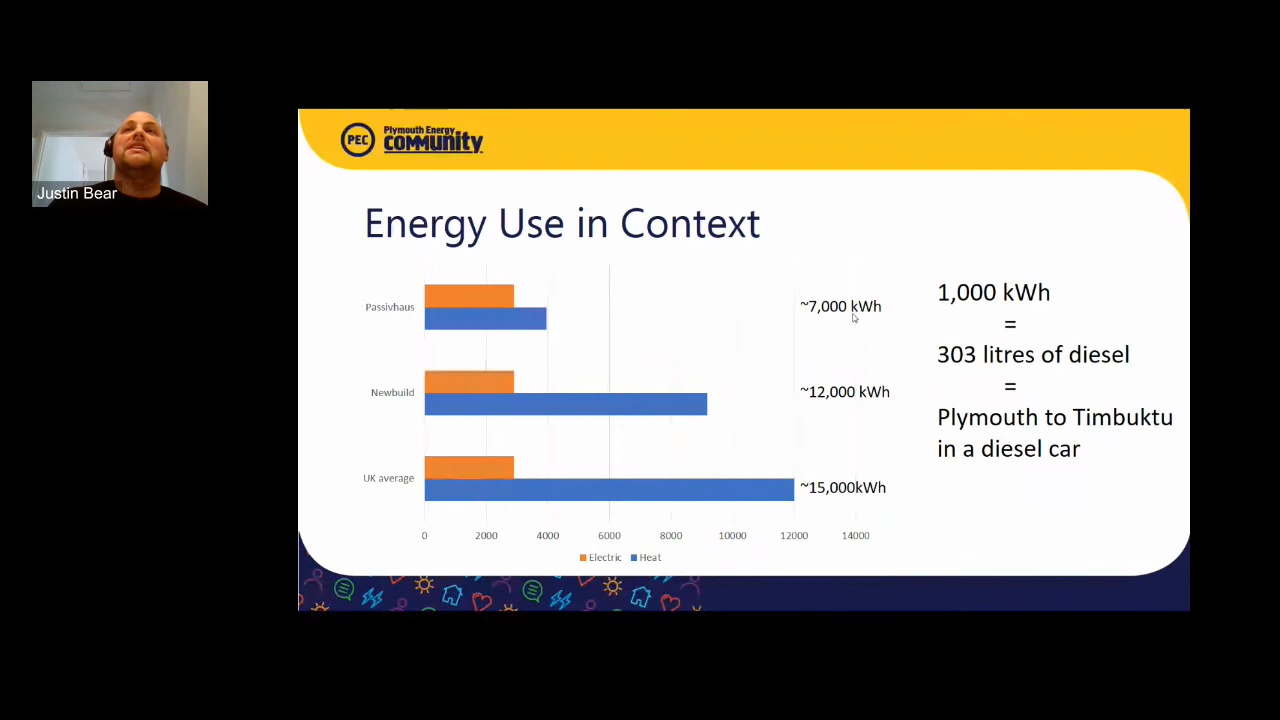 Justin Bear
PEC
Plymouth Energy
COMMUNITY
Energy Use in Context
Passivhaus
~7,000 kWh
Newbuild
~12,000 kWh
UK average
~15,000kWh
0 2000 4000 6000 8000 10000 12000 14000
Electric Heat
1,000 kWh
=
303 litres of diesel
=
Plymouth to Timbuktu
in a diesel car